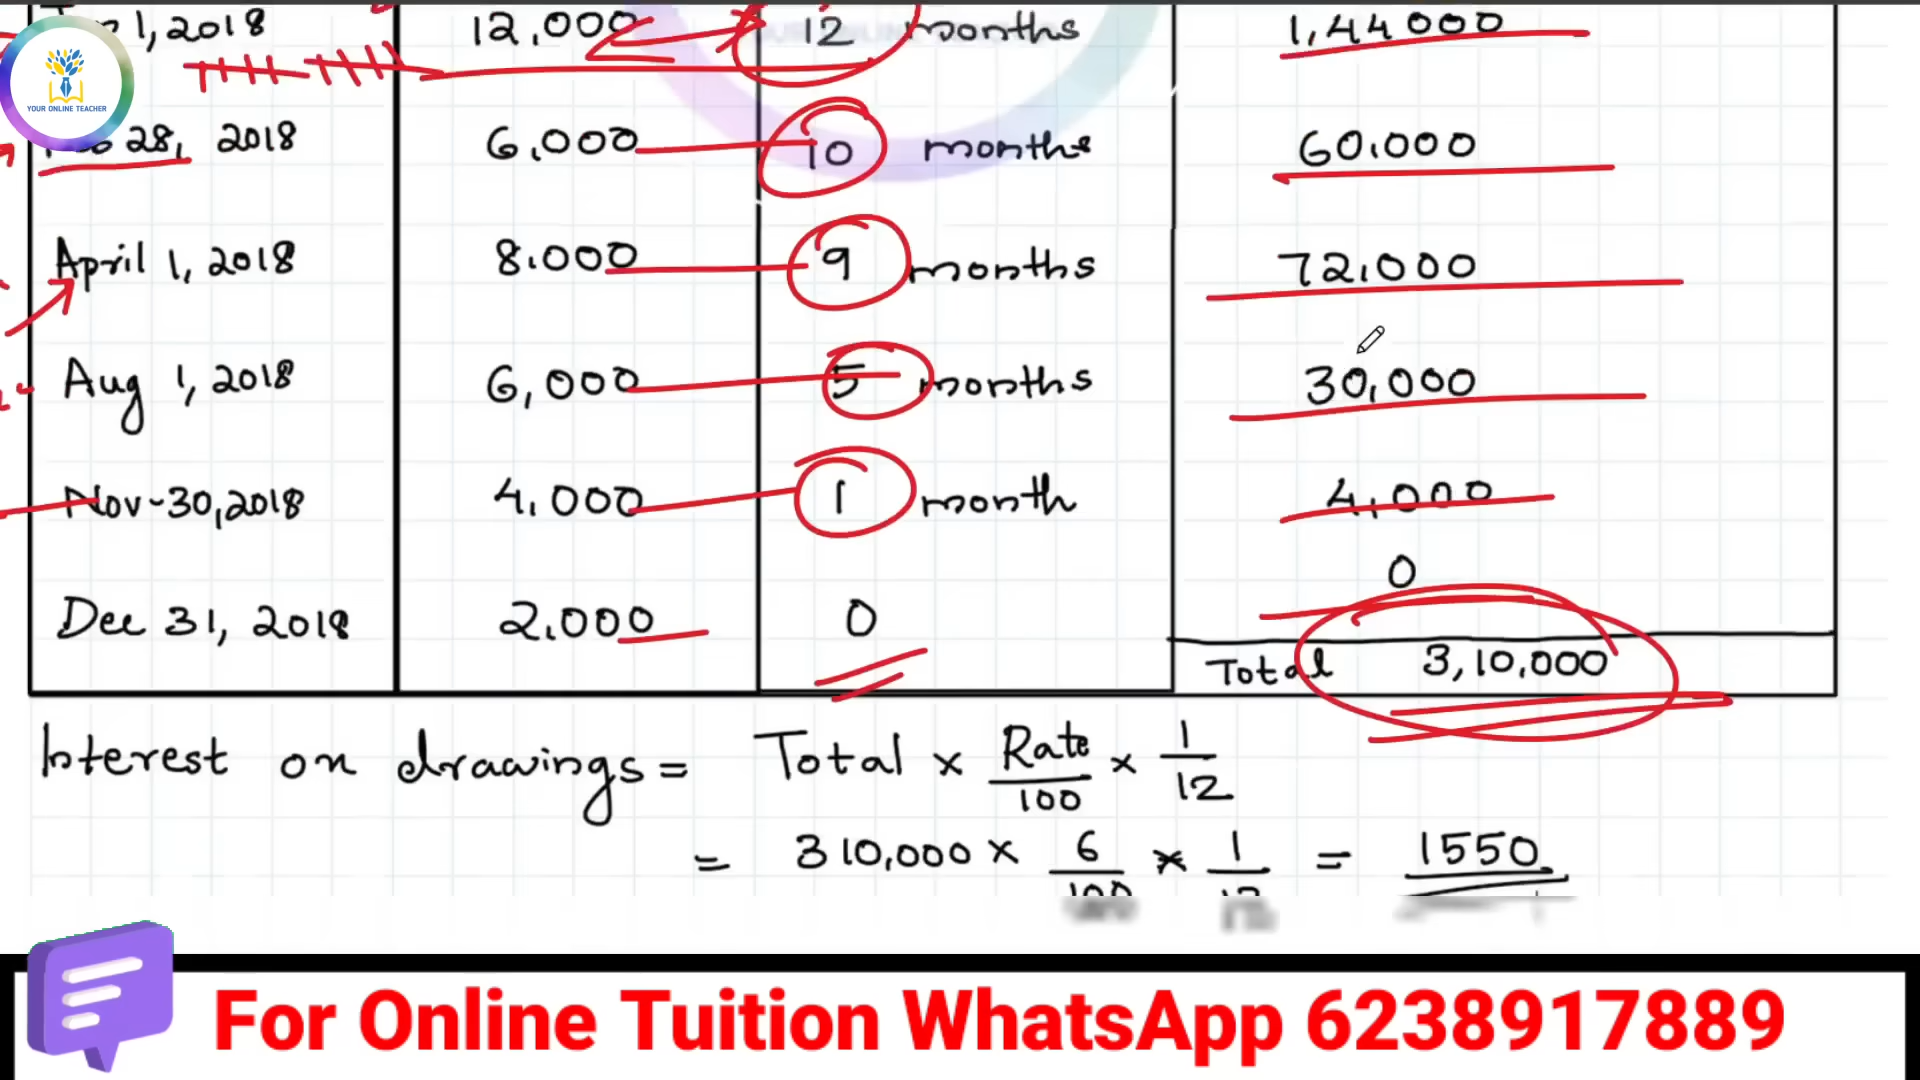 1, 2018 12,000 12 months 1,44000
YOUR ONLINE TEACHER
28, 2018 6,000 10 months 60,000
April 1, 2018 8,000 9 months 72,000
Aug 1, 2018 6,000 5 months 30,000
Nov-30, 2018 4,000 1 month 4,000
0
Dec 31, 2018 2,000 0
Total 3,10,000
Interest on drawings = Total × Rate/100 × 1/12
= 310,000 × 6/100 × 1/12 = 1550
For Online Tuition WhatsApp 6238917889